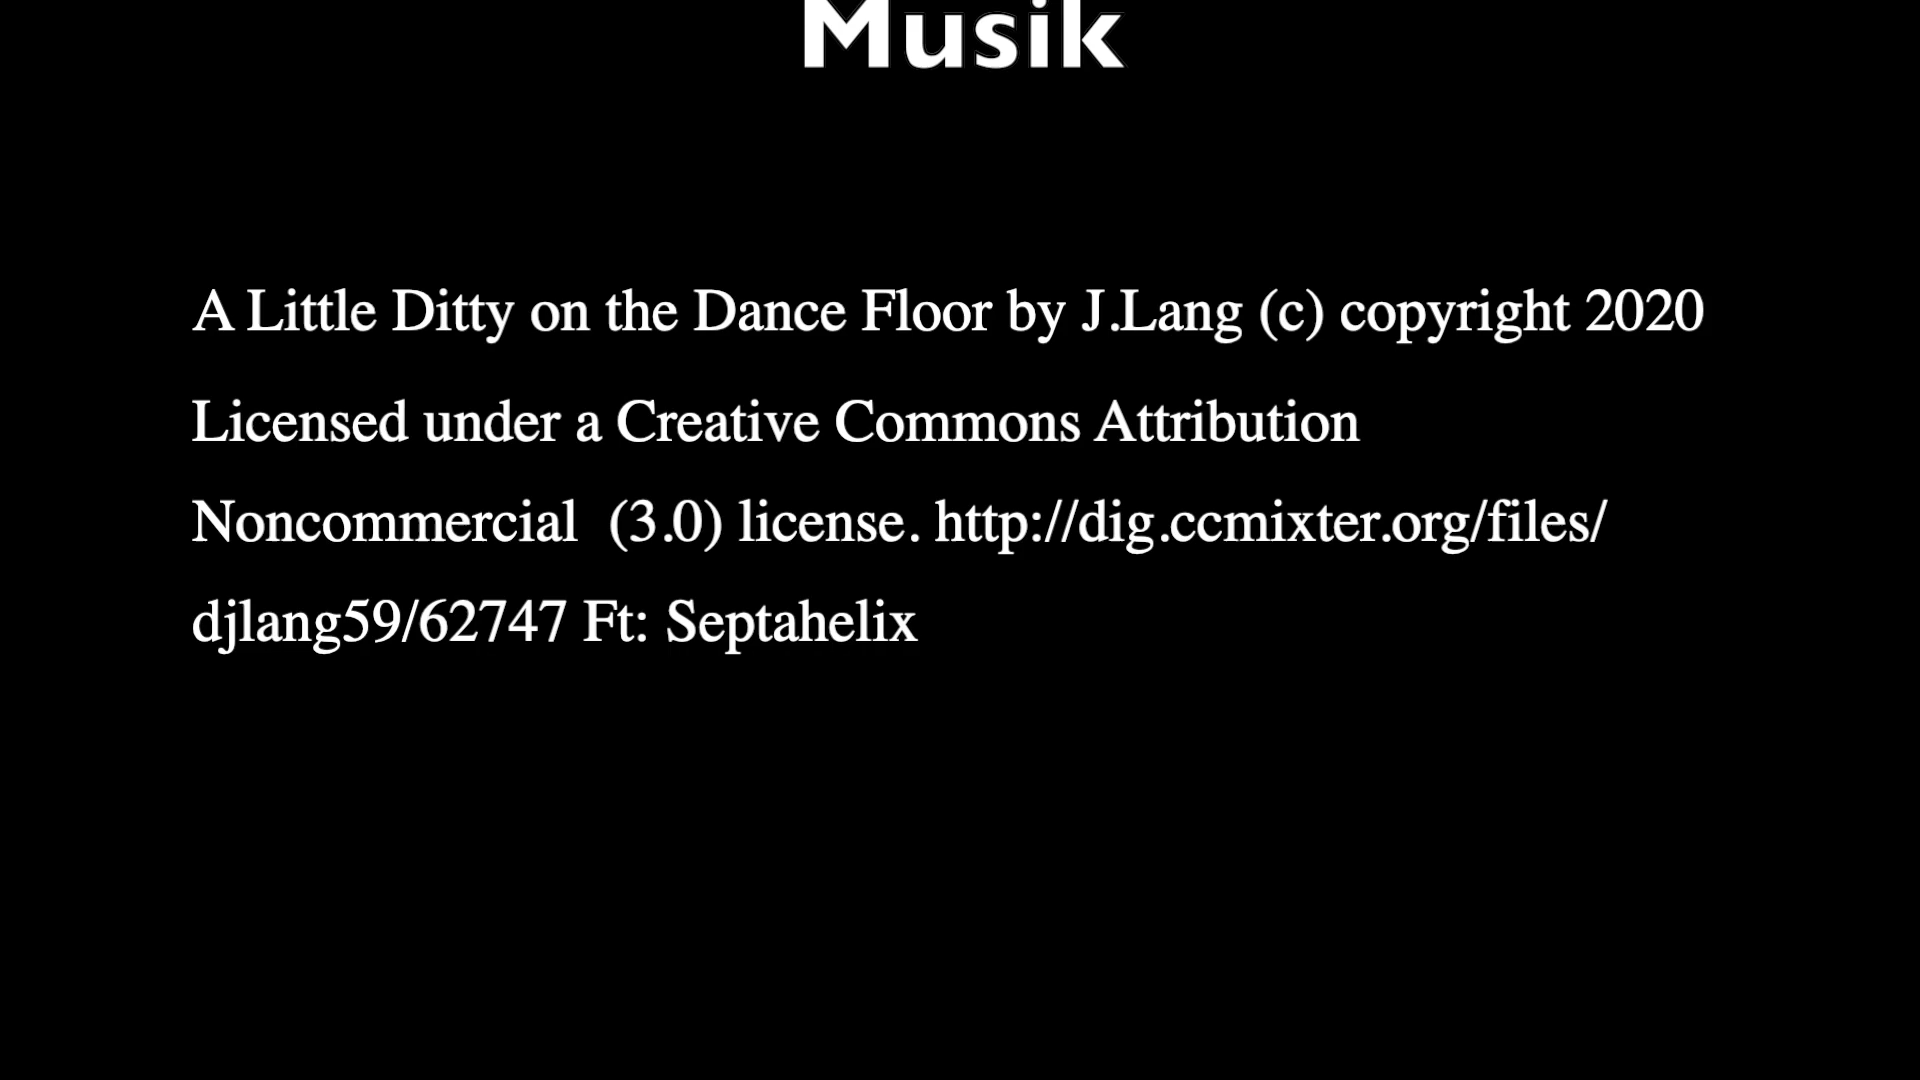 Musik
A Little Ditty on the Dance Floor by J.Lang (c) copyright 2020
Licensed under a Creative Commons Attribution
Noncommercial  (3.0) license. http://dig.ccmixter.org/files/
djlang59/62747 Ft: Septahelix